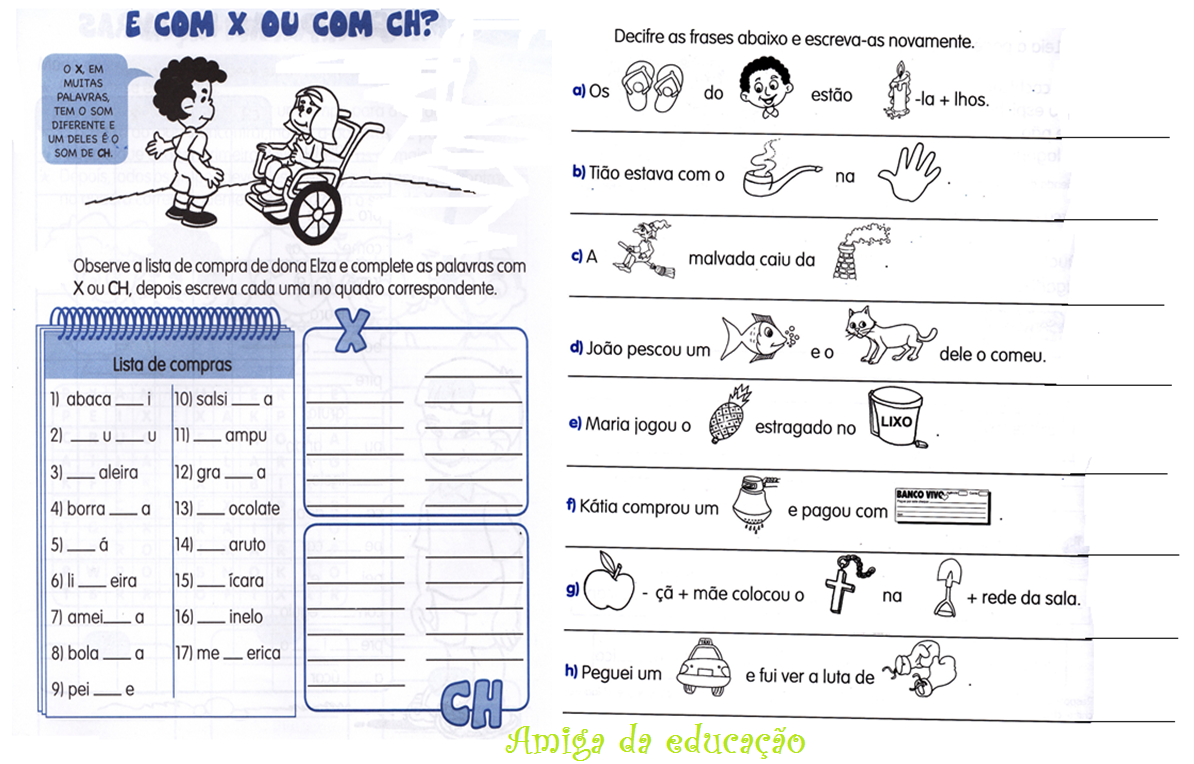 E COM X OU COM CH?
O X, EM
MUITAS
PALAVRAS,
TEM O SOM
DIFERENTE E
UM DELES É O
SOM DE CH.
Observe a lista de compra de dona Elza e complete as palavras com
X ou CH, depois escreva cada uma no quadro correspondente.
Lista de compras
1) abaca ___ i
2) ___ u ___ u
3) ___ aleira
4) borra ___ a
5) ___ á
6) li ___ eira
7) amei ___ a
8) bola ___ a
9) pei ___ e
10) salsi ___ a
11) ___ ampu
12) gra ___ a
13) ___ ocolate
14) ___ aruto
15) ___ ícara
16) ___ inelo
17) me ___ erica
X
CH
Decifre as frases abaixo e escreva-as novamente.
a) Os do estão -la + lhos.
b) Tião estava com o na .
c) A malvada caiu da .
d) João pescou um e o dele o comeu.
e) Maria jogou o estragado no LIXO .
f) Kátia comprou um e pagou com BANCO VIVO .
g) - çã + mãe colocou o na + rede da sala.
TAXI
h) Peguei um e fui ver a luta de .
Amiga da educação